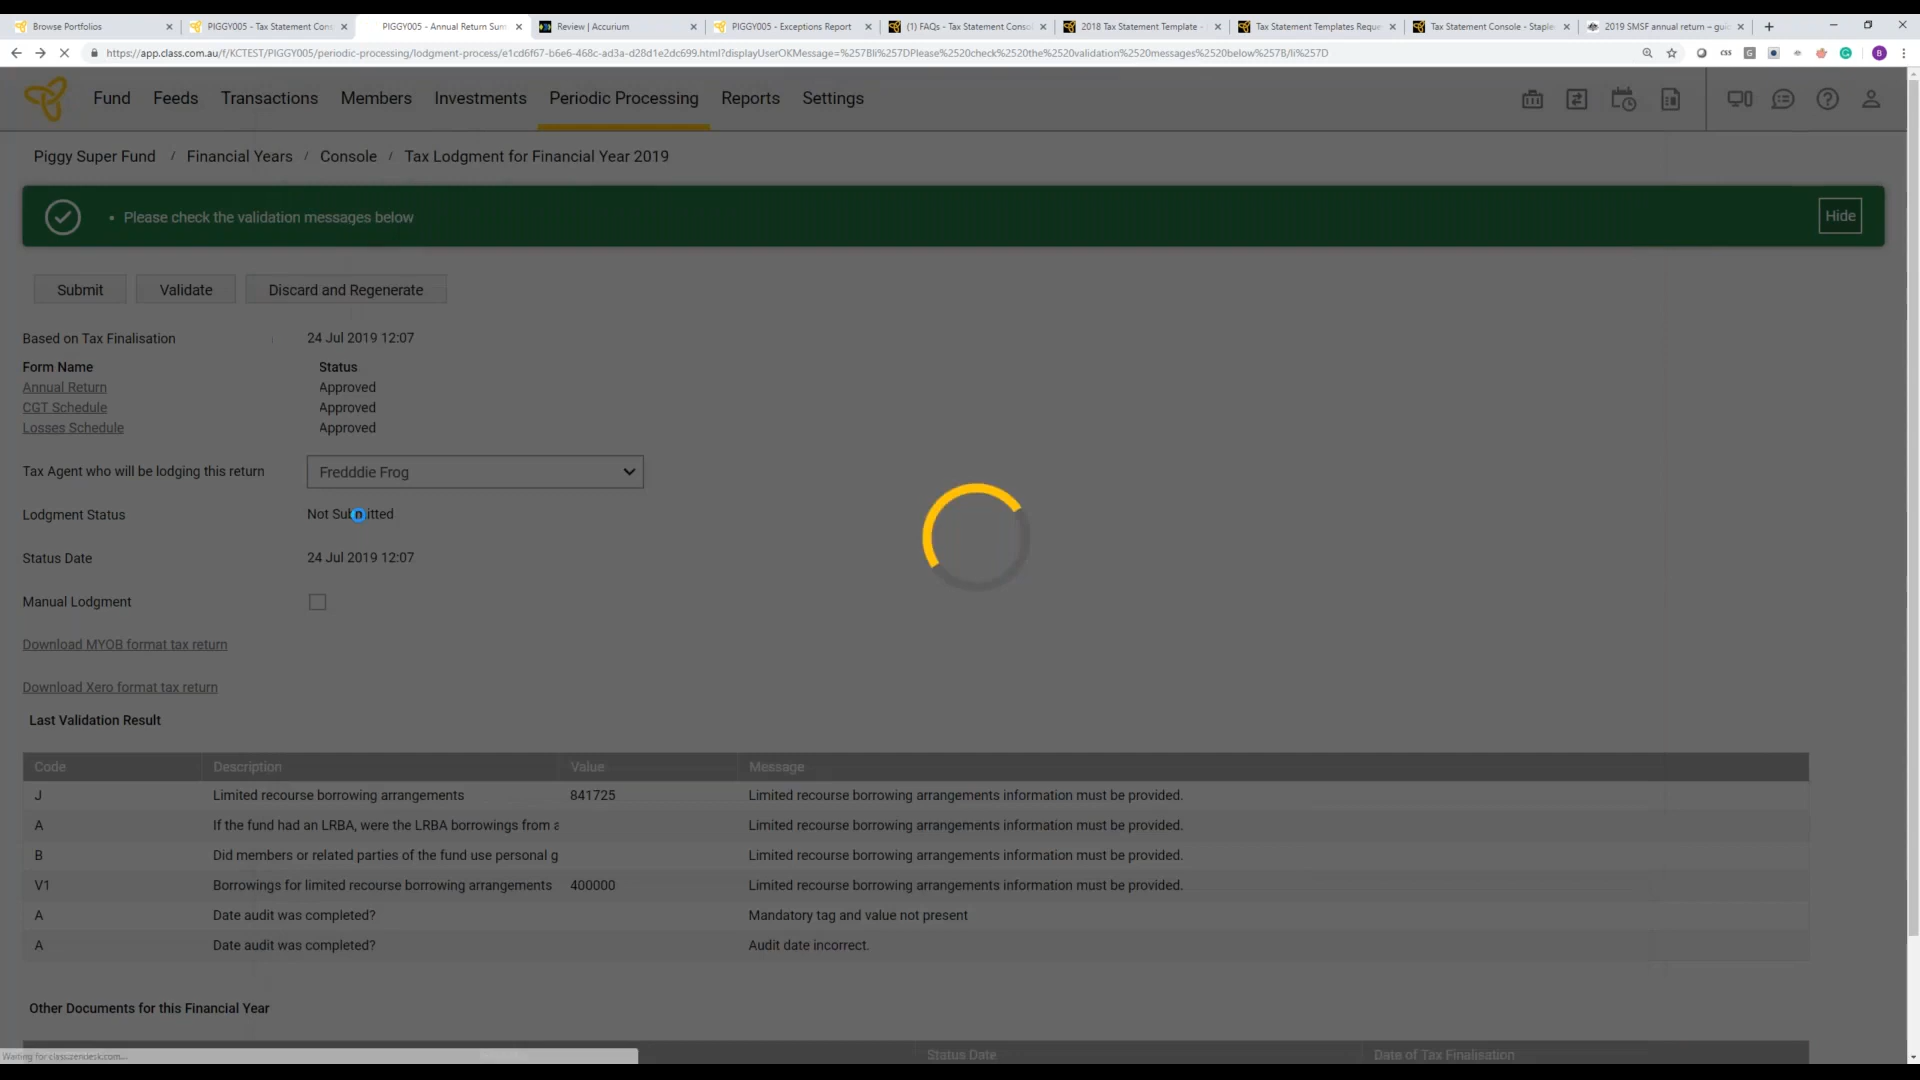 Browse Portfolios
PIGGY005 - Tax Statement Cons
PIGGY005 - Annual Return Sum
Review | Accurium
PIGGY005 - Exceptions Report
(1) FAQs - Tax Statement Consol
2018 Tax Statement Template -
Tax Statement Templates Reque
Tax Statement Console - Staple
2019 SMSF annual return – guid
https://app.class.com.au/f/KCTEST/PIGGY005/periodic-processing/lodgment-process/e1cd6f67-b6e6-468c-ad3a-d28d1e2dc699.html?displayUserOKMessage=%257Bli%257DPlease%2520check%2520the%2520validation%2520messages%2520below%257B/li%257D
Fund
Feeds
Transactions
Members
Investments
Periodic Processing
Reports
Settings
Piggy Super Fund / Financial Years / Console / Tax Lodgment for Financial Year 2019
• Please check the validation messages below
Hide
Submit
Validate
Discard and Regenerate
Based on Tax Finalisation 24 Jul 2019 12:07
Form Name Status
Annual Return Approved
CGT Schedule Approved
Losses Schedule Approved
Tax Agent who will be lodging this return Fredddie Frog
Lodgment Status Not Submitted
Status Date 24 Jul 2019 12:07
Manual Lodgment
Download MYOB format tax return
Download Xero format tax return
Last Validation Result
Code Description Value Message
J Limited recourse borrowing arrangements 841725 Limited recourse borrowing arrangements information must be provided.
A If the fund had an LRBA, were the LRBA borrowings from a Limited recourse borrowing arrangements information must be provided.
B Did members or related parties of the fund use personal g Limited recourse borrowing arrangements information must be provided.
V1 Borrowings for limited recourse borrowing arrangements 400000 Limited recourse borrowing arrangements information must be provided.
A Date audit was completed? Mandatory tag and value not present
A Date audit was completed? Audit date incorrect.
Other Documents for this Financial Year
Status Date Date of Tax Finalisation
Waiting for class.zendesk.com...